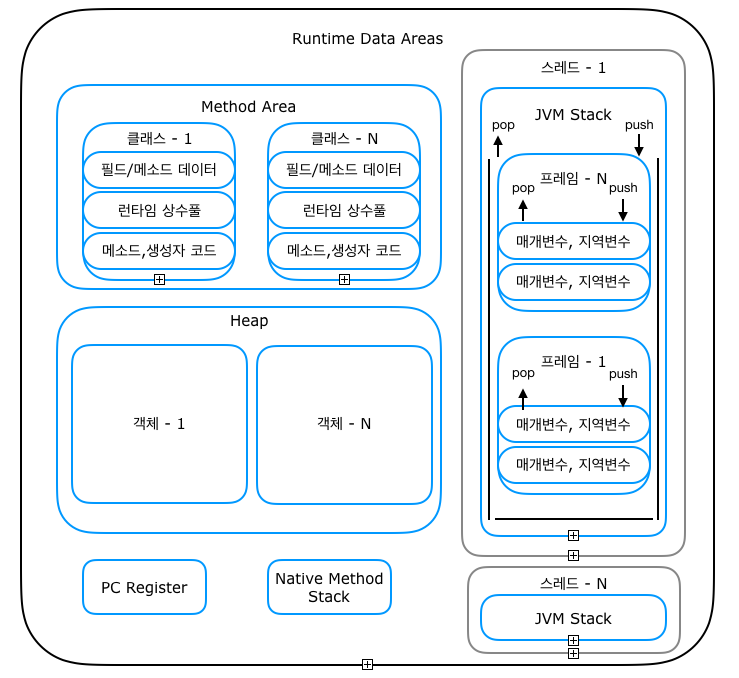 Runtime Data Areas
Method Area
클래스 - 1
필드/메소드 데이터
런타임 상수풀
메소드,생성자 코드
클래스 - N
필드/메소드 데이터
런타임 상수풀
메소드,생성자 코드
Heap
객체 - 1
객체 - N
PC Register
Native Method
Stack
스레드 - 1
JVM Stack
pop
push
프레임 - N
pop
push
매개변수, 지역변수
매개변수, 지역변수
프레임 - 1
pop
push
매개변수, 지역변수
매개변수, 지역변수
스레드 - N
JVM Stack